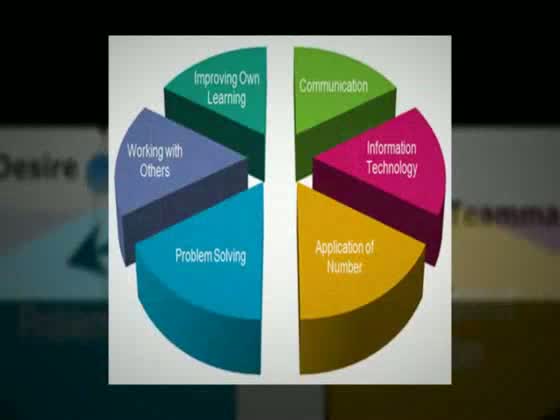 Improving Own
Learning
Communication
Working with
Others
Information
Technology
Problem Solving
Application of
Number
Desire
Teamma